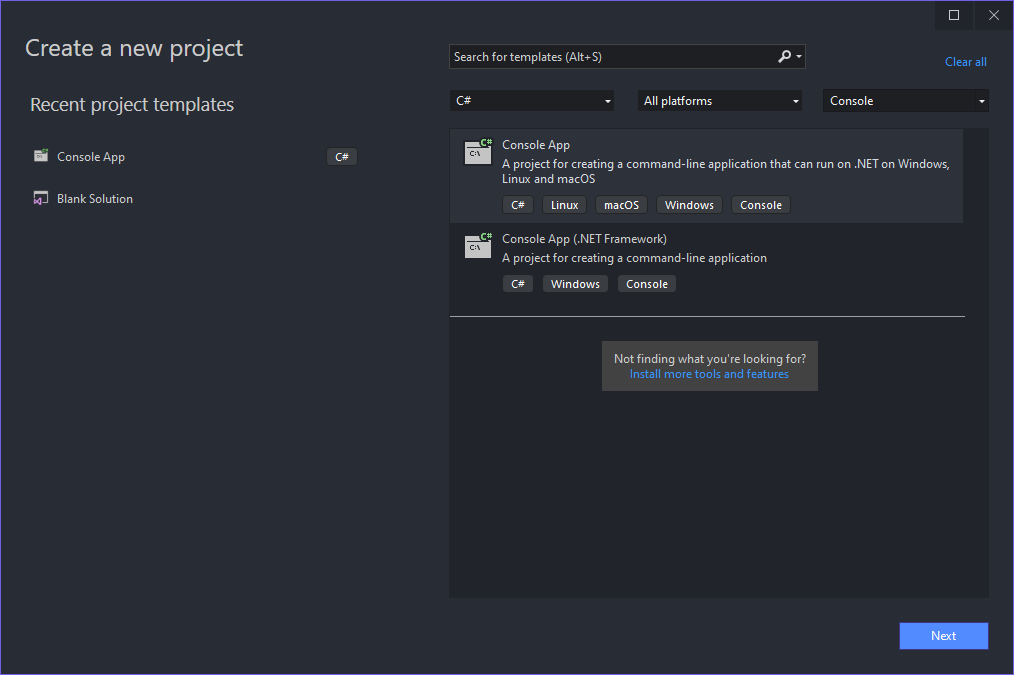 Create a new project
Search for templates (Alt+S)
Clear all
Recent project templates
C#
All platforms
Console
Console App
C#
Blank Solution
C#
C:\
Console App
A project for creating a command-line application that can run on .NET on Windows,
Linux and macOS
C#
Linux
macOS
Windows
Console
C#
C:\
Console App (.NET Framework)
A project for creating a command-line application
C#
Windows
Console
Not finding what you're looking for?
Install more tools and features
Next